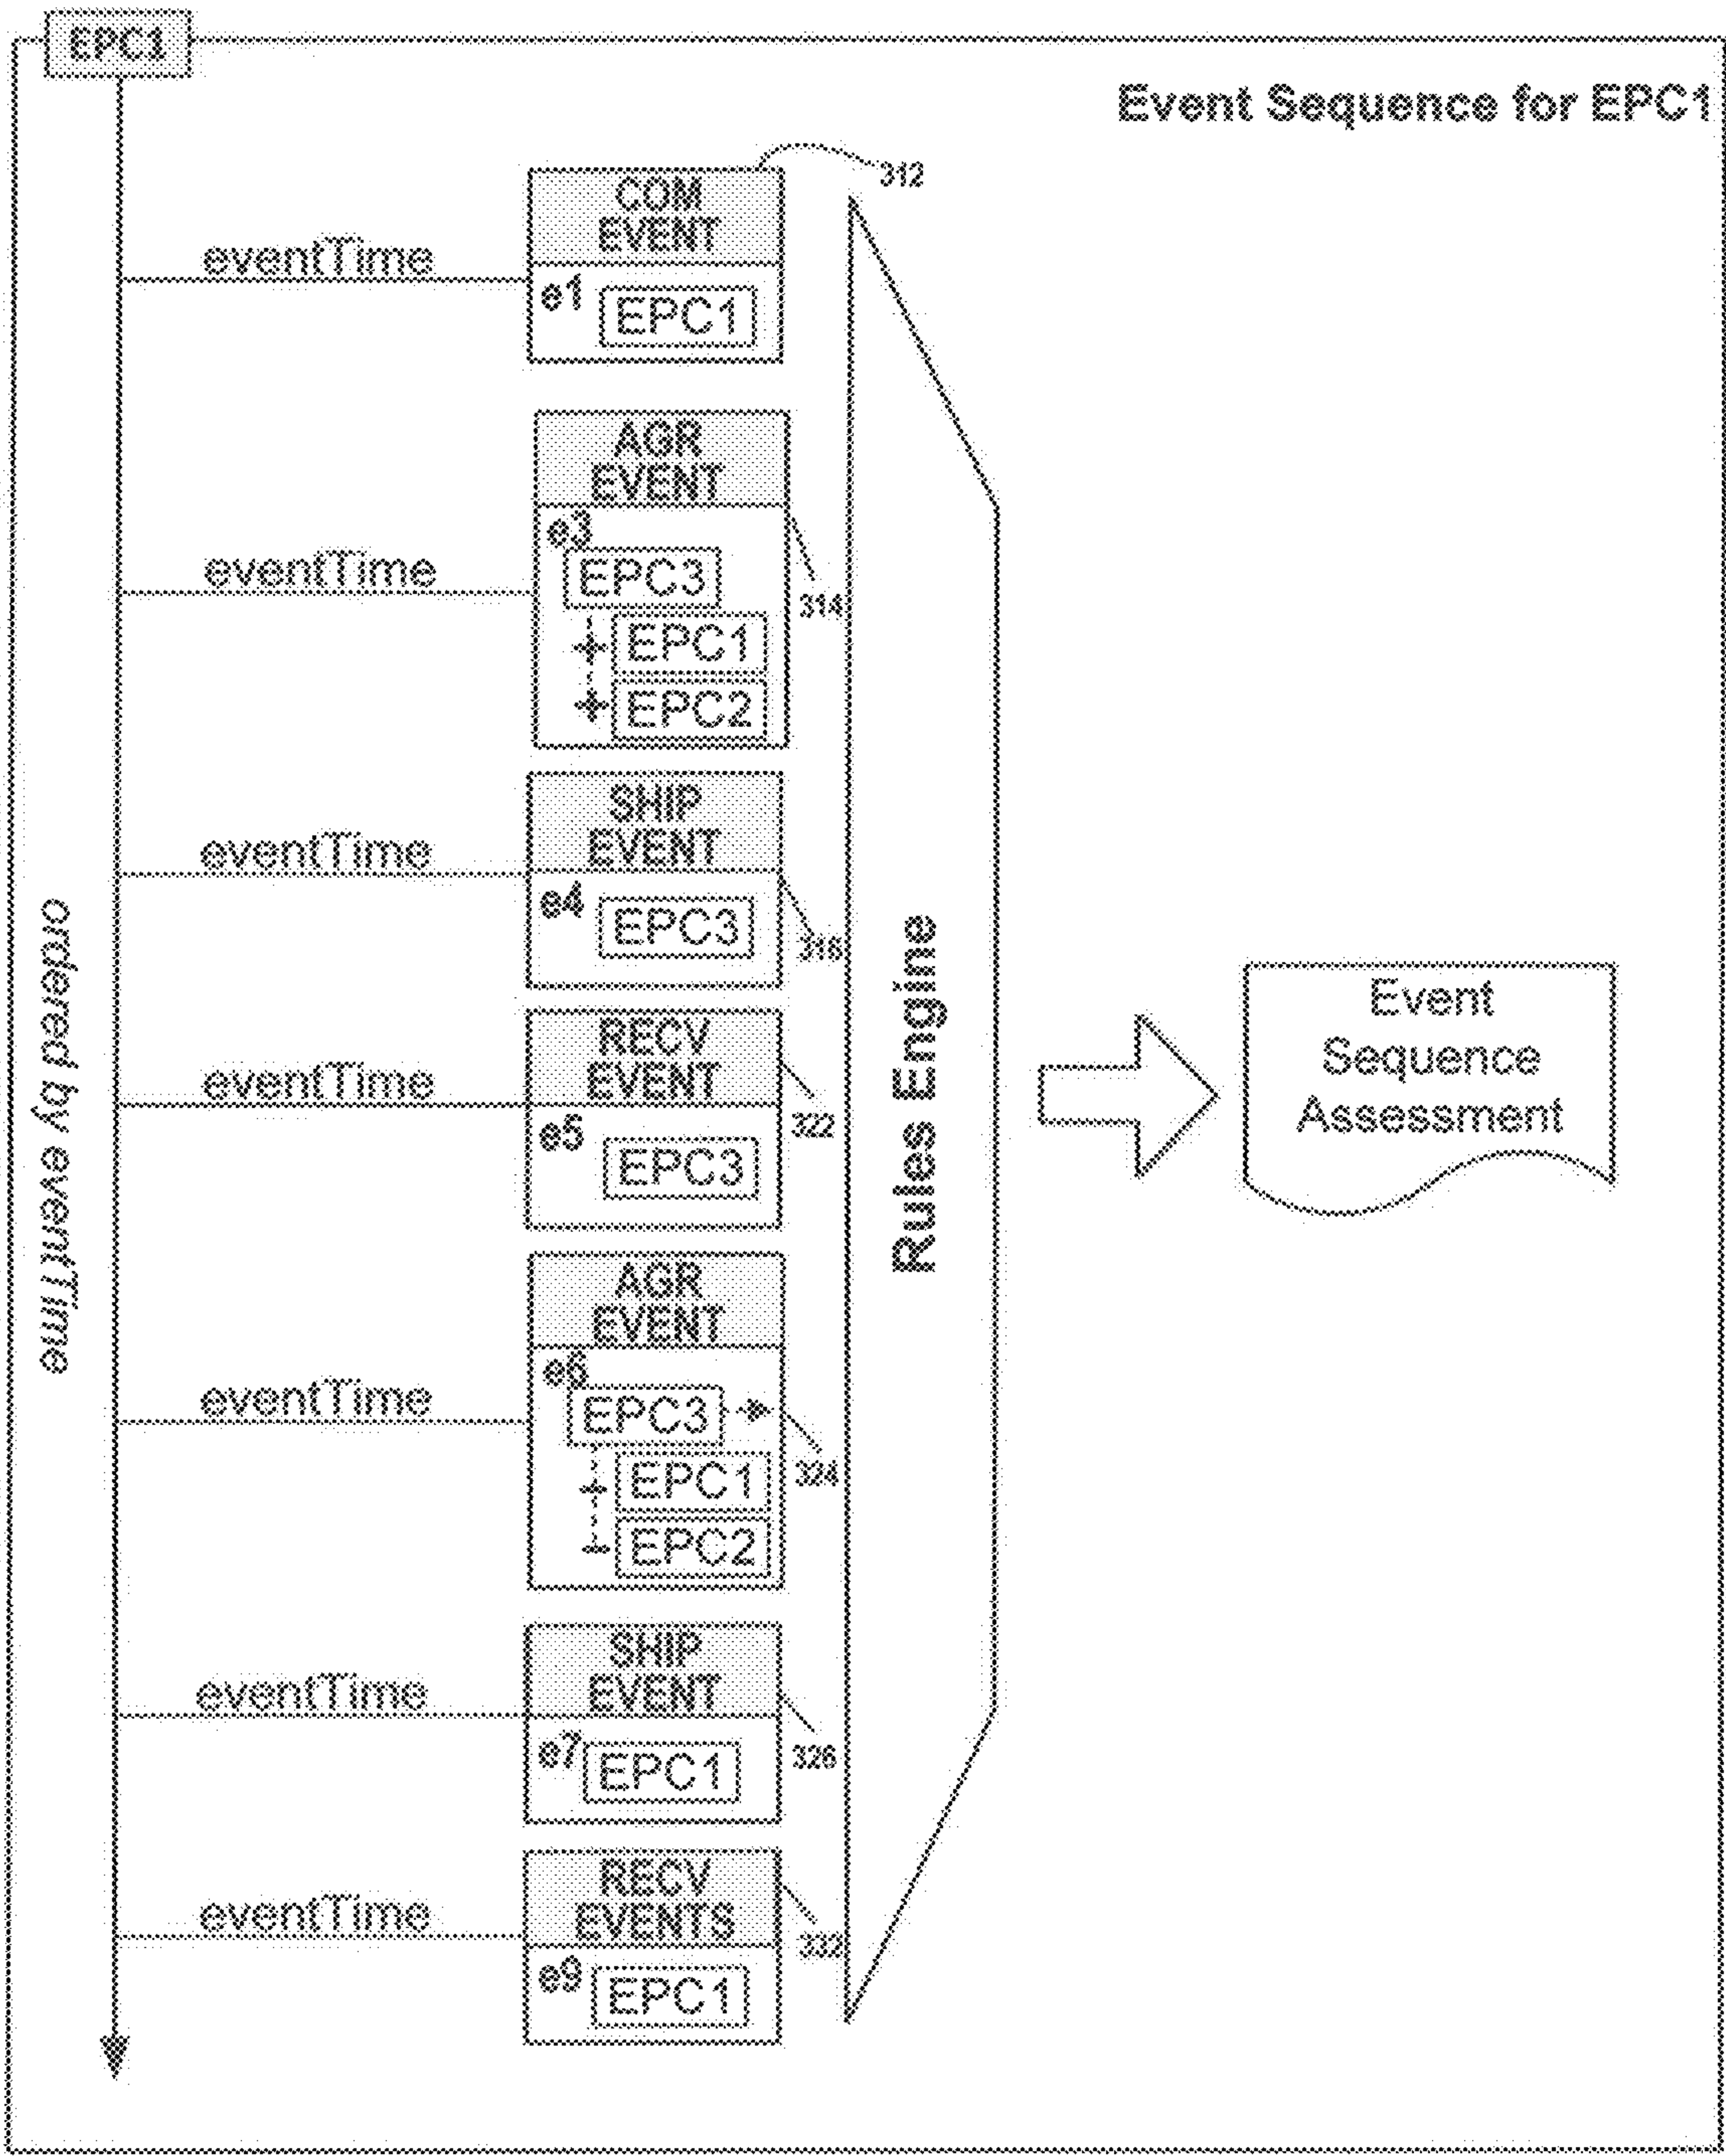 EPC1
Event Sequence for EPC1
312
COM
EVENT
eventTime
e1
EPC1
AGR
EVENT
e3
eventTime
EPC3
314
EPC1
EPC2
SHIP
EVENT
eventTime
e4
EPC3
316
ordered by eventTime
Rules Engine
Event
Sequence
Assessment
RECV
EVENT
eventTime
322
e5
EPC3
AGR
EVENT
e6
eventTime
EPC3
324
EPC1
EPC2
SHIP
EVENT
eventTime
326
e7
EPC1
RECV
EVENTS
eventTime
332
e9
EPC1